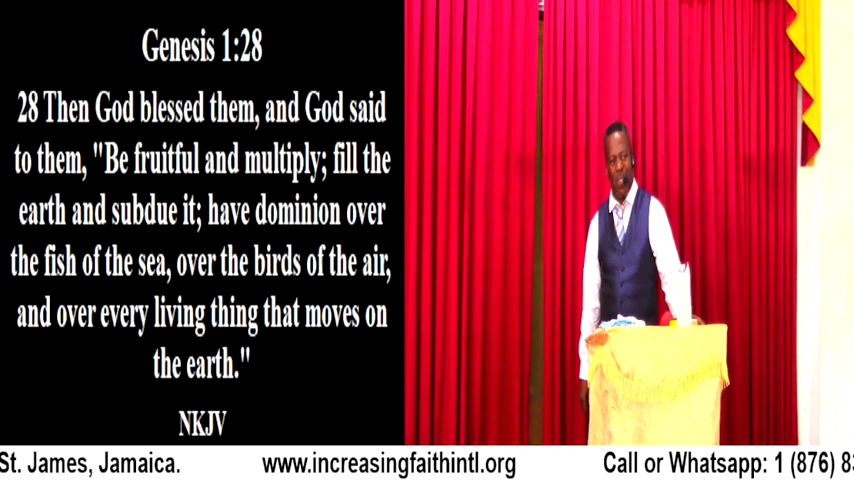 Genesis 1:28
28 Then God blessed them, and God said
to them, "Be fruitful and multiply; fill the
earth and subdue it; have dominion over
the fish of the sea, over the birds of the air,
and over every living thing that moves on
the earth."
NKJV
St. James, Jamaica. www.increasingfaithintl.org Call or Whatsapp: 1 (876) 83